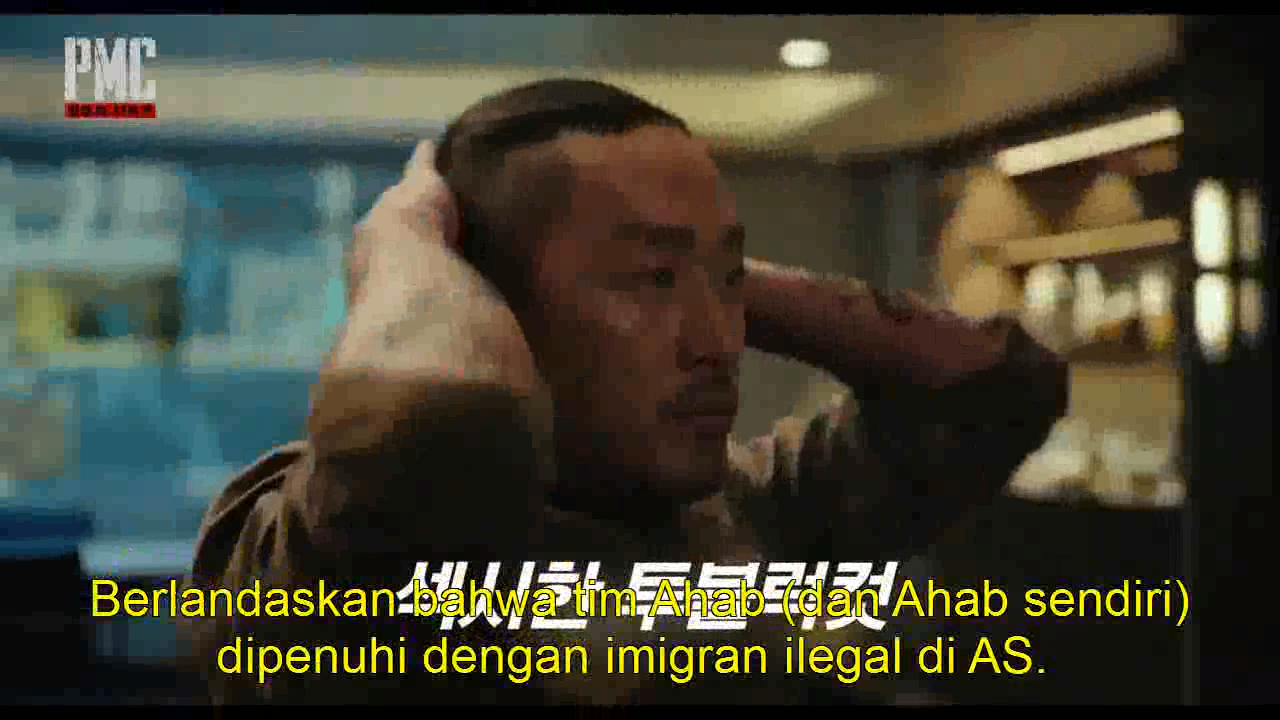 PMC
섹시한 투블럭컷
Berlandaskan bahwa tim Ahab (dan Ahab sendiri)
dipenuhi dengan imigran ilegal di AS.